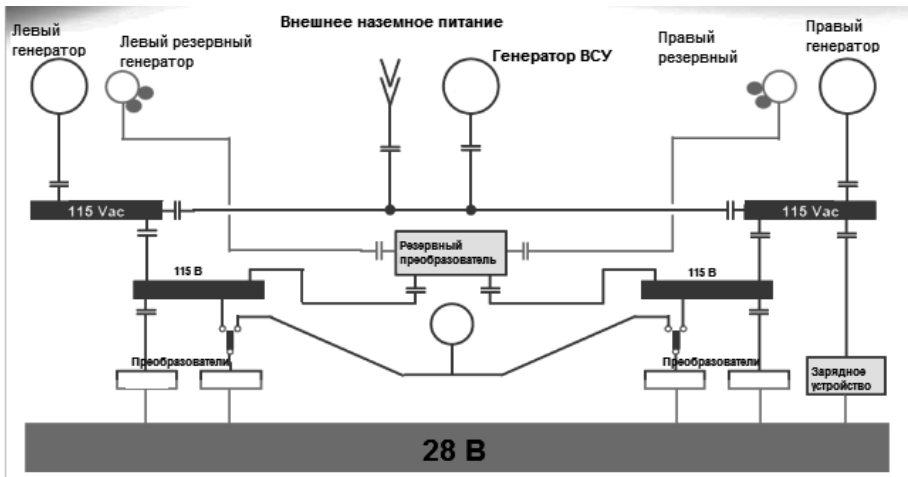 Левый
генератор
Левый резервный
генератор
Внешнее наземное питание
Генератор ВСУ
Правый
резервный
Правый
генератор
115 Vac
115 Vac
Резервный
преобразователь
115 В
115 В
Преобразователи
Преобразователи
Зарядное
устройство
28 В